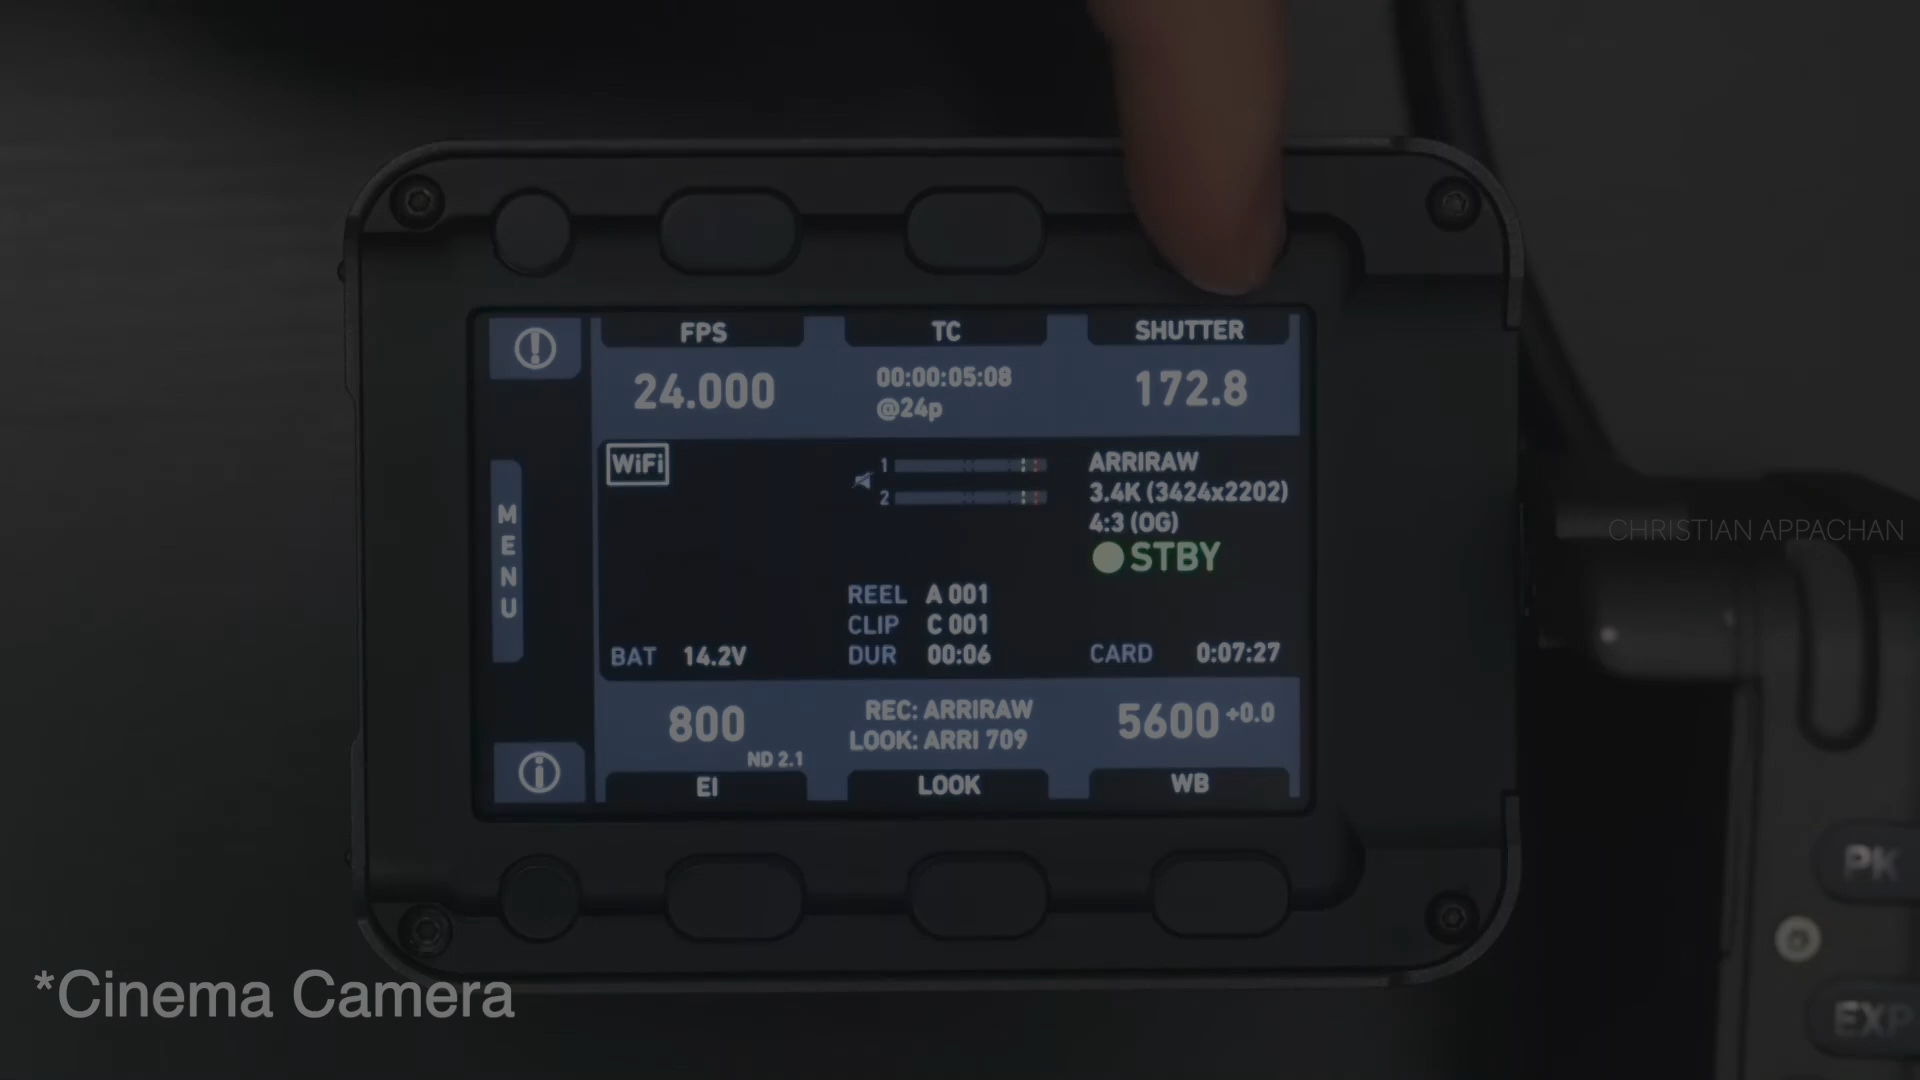 FPS
TC
SHUTTER
24.000
00:00:05:08
@24p
172.8
WiFi
1
2
ARRIRAW
3.4K (3424x2202)
4:3 (OG)
STBY
MENU
REEL A 001
CLIP C 001
DUR 00:06
BAT 14.2V
CARD 0:07:27
800
ND 2.1
REC: ARRIRAW
LOOK: ARRI 709
5600 +0.0
EI
LOOK
WB
CHRISTIAN APPACHAN
PK
EXP
*Cinema Camera